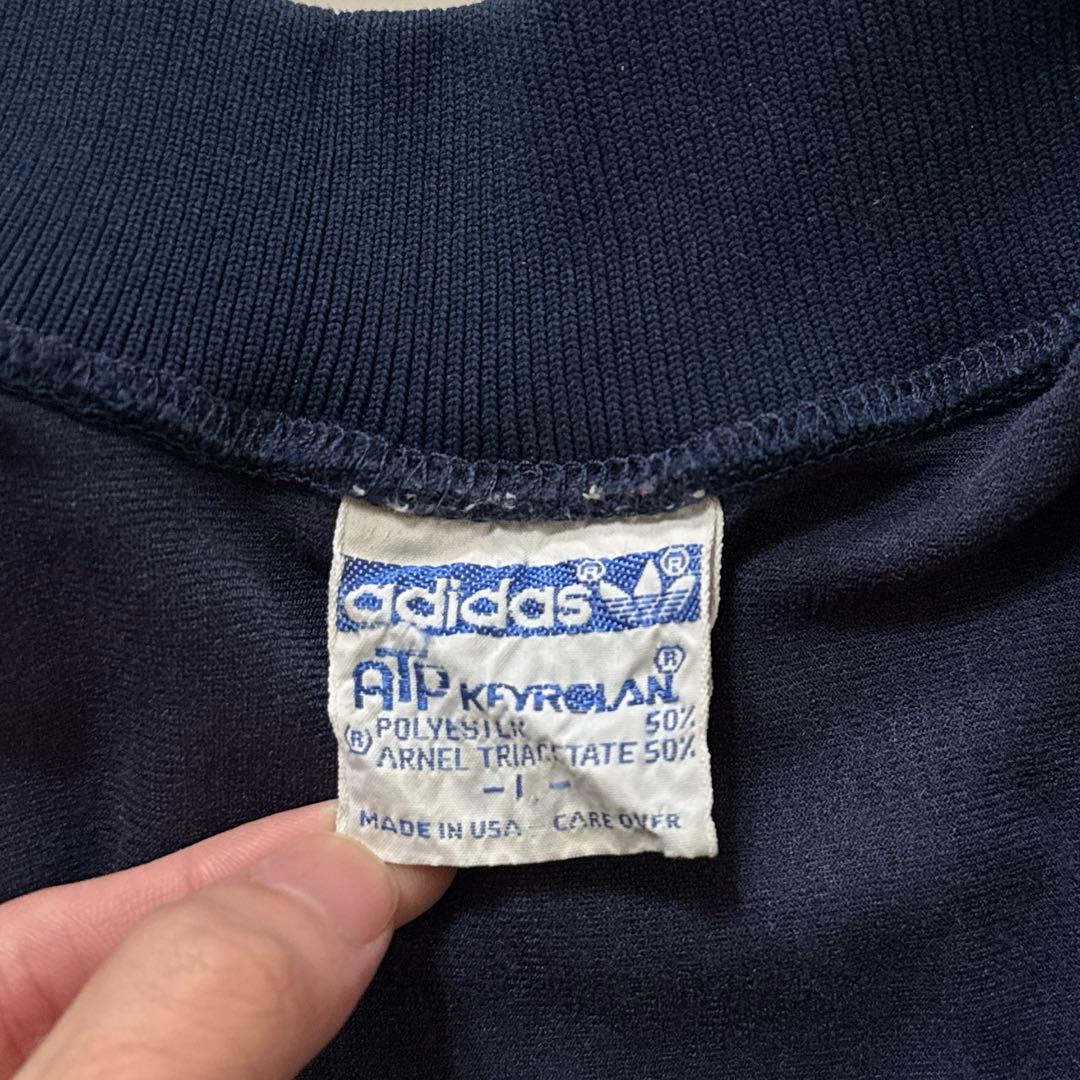 adidas®®
ATP KEYROLAN®
POLYESTER 50%
® ARNEL TRIACETATE 50%
MADE IN USA CARE OVER